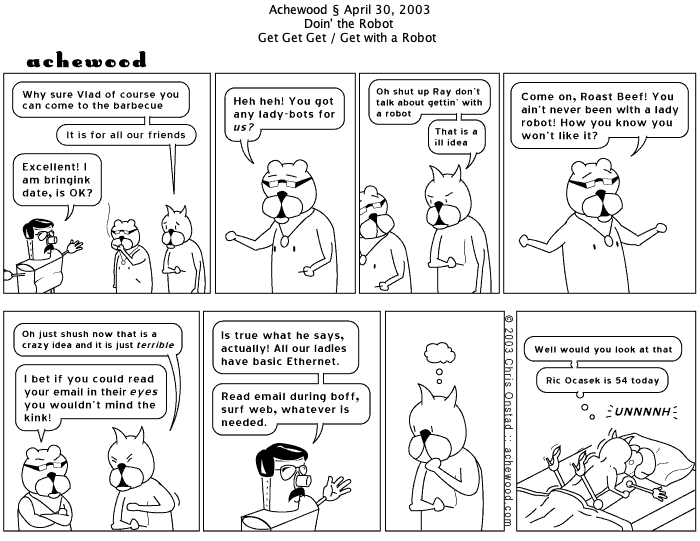 Achewood § April 30, 2003
Doin' the Robot
Get Get Get / Get with a Robot
achewood
Why sure Vlad of course you
can come to the barbecue
It is for all our friends
Excellent! I
am bringink
date, is OK?
Heh heh! You got
any lady-bots for
us?
Oh shut up Ray don't
talk about gettin' with
a robot
That is a
ill idea
Come on, Roast Beef! You
ain't never been with a lady
robot! How you know you
won't like it?
Oh just shush now that is a
crazy idea and it is just terrible
I bet if you could read
your email in their eyes
you wouldn't mind the
kink!
Is true what he says,
actually! All our ladies
have basic Ethernet.
Read email during boff,
surf web, whatever is
needed.
© 2003 Chris Onstad :: achewood.com
Well would you look at that
Ric Ocasek is 54 today
UNNNNH